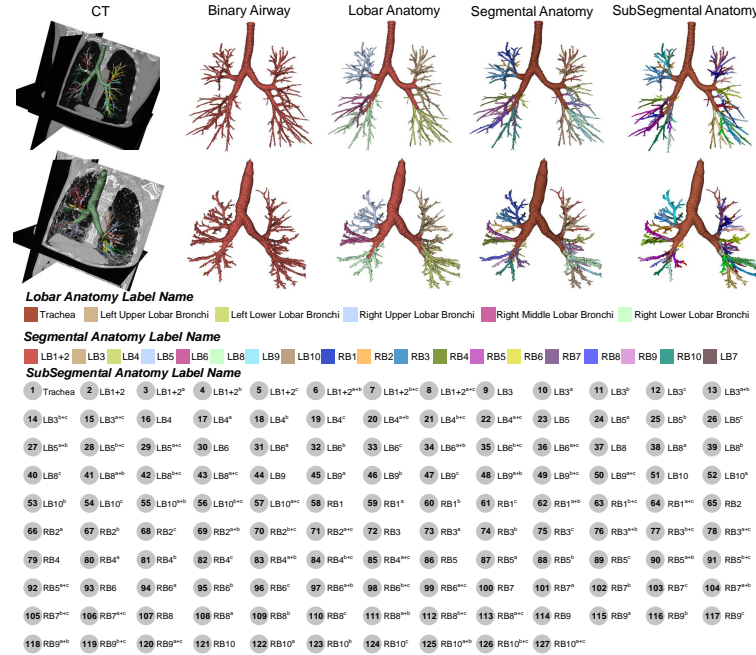 CT Binary Airway Lobar Anatomy Segmental Anatomy SubSegmental Anatomy
Lobar Anatomy Label Name
Trachea Left Upper Lobar Bronchi Left Lower Lobar Bronchi Right Upper Lobar Bronchi Right Middle Lobar Bronchi Right Lower Lobar Bronchi
Segmental Anatomy Label Name
LB1+2 LB3 LB4 LB5 LB6 LB8 LB9 LB10 RB1 RB2 RB3 RB4 RB5 RB6 RB7 RB8 RB9 RB10 LB7
SubSegmental Anatomy Label Name
1 Trachea 2 LB1+2 3 LB1+2ᵃ 4 LB1+2ᵇ 5 LB1+2ᶜ 6 LB1+2ᵃ⁺ᵇ 7 LB1+2ᵇ⁺ᶜ 8 LB1+2ᵃ⁺ᶜ 9 LB3 10 LB3ᵃ 11 LB3ᵇ 12 LB3ᶜ 13 LB3ᵃ⁺ᵇ
14 LB3ᵇ⁺ᶜ 15 LB3ᵃ⁺ᶜ 16 LB4 17 LB4ᵃ 18 LB4ᵇ 19 LB4ᶜ 20 LB4ᵃ⁺ᵇ 21 LB4ᵇ⁺ᶜ 22 LB4ᵃ⁺ᶜ 23 LB5 24 LB5ᵃ 25 LB5ᵇ 26 LB5ᶜ
27 LB5ᵃ⁺ᵇ 28 LB5ᵇ⁺ᶜ 29 LB5ᵃ⁺ᶜ 30 LB6 31 LB6ᵃ 32 LB6ᵇ 33 LB6ᶜ 34 LB6ᵃ⁺ᵇ 35 LB6ᵇ⁺ᶜ 36 LB6ᵃ⁺ᶜ 37 LB8 38 LB8ᵃ 39 LB8ᵇ
40 LB8ᶜ 41 LB8ᵃ⁺ᵇ 42 LB8ᵇ⁺ᶜ 43 LB8ᵃ⁺ᶜ 44 LB9 45 LB9ᵃ 46 LB9ᵇ 47 LB9ᶜ 48 LB9ᵃ⁺ᵇ 49 LB9ᵇ⁺ᶜ 50 LB9ᵃ⁺ᶜ 51 LB10 52 LB10ᵃ
53 LB10ᵇ 54 LB10ᶜ 55 LB10ᵃ⁺ᵇ 56 LB10ᵇ⁺ᶜ 57 LB10ᵃ⁺ᶜ 58 RB1 59 RB1ᵃ 60 RB1ᵇ 61 RB1ᶜ 62 RB1ᵃ⁺ᵇ 63 RB1ᵇ⁺ᶜ 64 RB1ᵃ⁺ᶜ 65 RB2
66 RB2ᵃ 67 RB2ᵇ 68 RB2ᶜ 69 RB2ᵃ⁺ᵇ 70 RB2ᵇ⁺ᶜ 71 RB2ᵃ⁺ᶜ 72 RB3 73 RB3ᵃ 74 RB3ᵇ 75 RB3ᶜ 76 RB3ᵃ⁺ᵇ 77 RB3ᵇ⁺ᶜ 78 RB3ᵃ⁺ᶜ
79 RB4 80 RB4ᵃ 81 RB4ᵇ 82 RB4ᶜ 83 RB4ᵃ⁺ᵇ 84 RB4ᵇ⁺ᶜ 85 RB4ᵃ⁺ᶜ 86 RB5 87 RB5ᵃ 88 RB5ᵇ 89 RB5ᶜ 90 RB5ᵃ⁺ᵇ 91 RB5ᵇ⁺ᶜ
92 RB5ᵃ⁺ᶜ 93 RB6 94 RB6ᵃ 95 RB6ᵇ 96 RB6ᶜ 97 RB6ᵃ⁺ᵇ 98 RB6ᵇ⁺ᶜ 99 RB6ᵃ⁺ᶜ 100 RB7 101 RB7ᵃ 102 RB7ᵇ 103 RB7ᶜ 104 RB7ᵃ⁺ᵇ
105 RB7ᵇ⁺ᶜ 106 RB7ᵃ⁺ᶜ 107 RB8 108 RB8ᵃ 109 RB8ᵇ 110 RB8ᶜ 111 RB8ᵃ⁺ᵇ 112 RB8ᵇ⁺ᶜ 113 RB8ᵃ⁺ᶜ 114 RB9 115 RB9ᵃ 116 RB9ᵇ 117 RB9ᶜ
118 RB9ᵃ⁺ᵇ 119 RB9ᵇ⁺ᶜ 120 RB9ᵃ⁺ᶜ 121 RB10 122 RB10ᵃ 123 RB10ᵇ 124 RB10ᶜ 125 RB10ᵃ⁺ᵇ 126 RB10ᵇ⁺ᶜ 127 RB10ᵃ⁺ᶜ